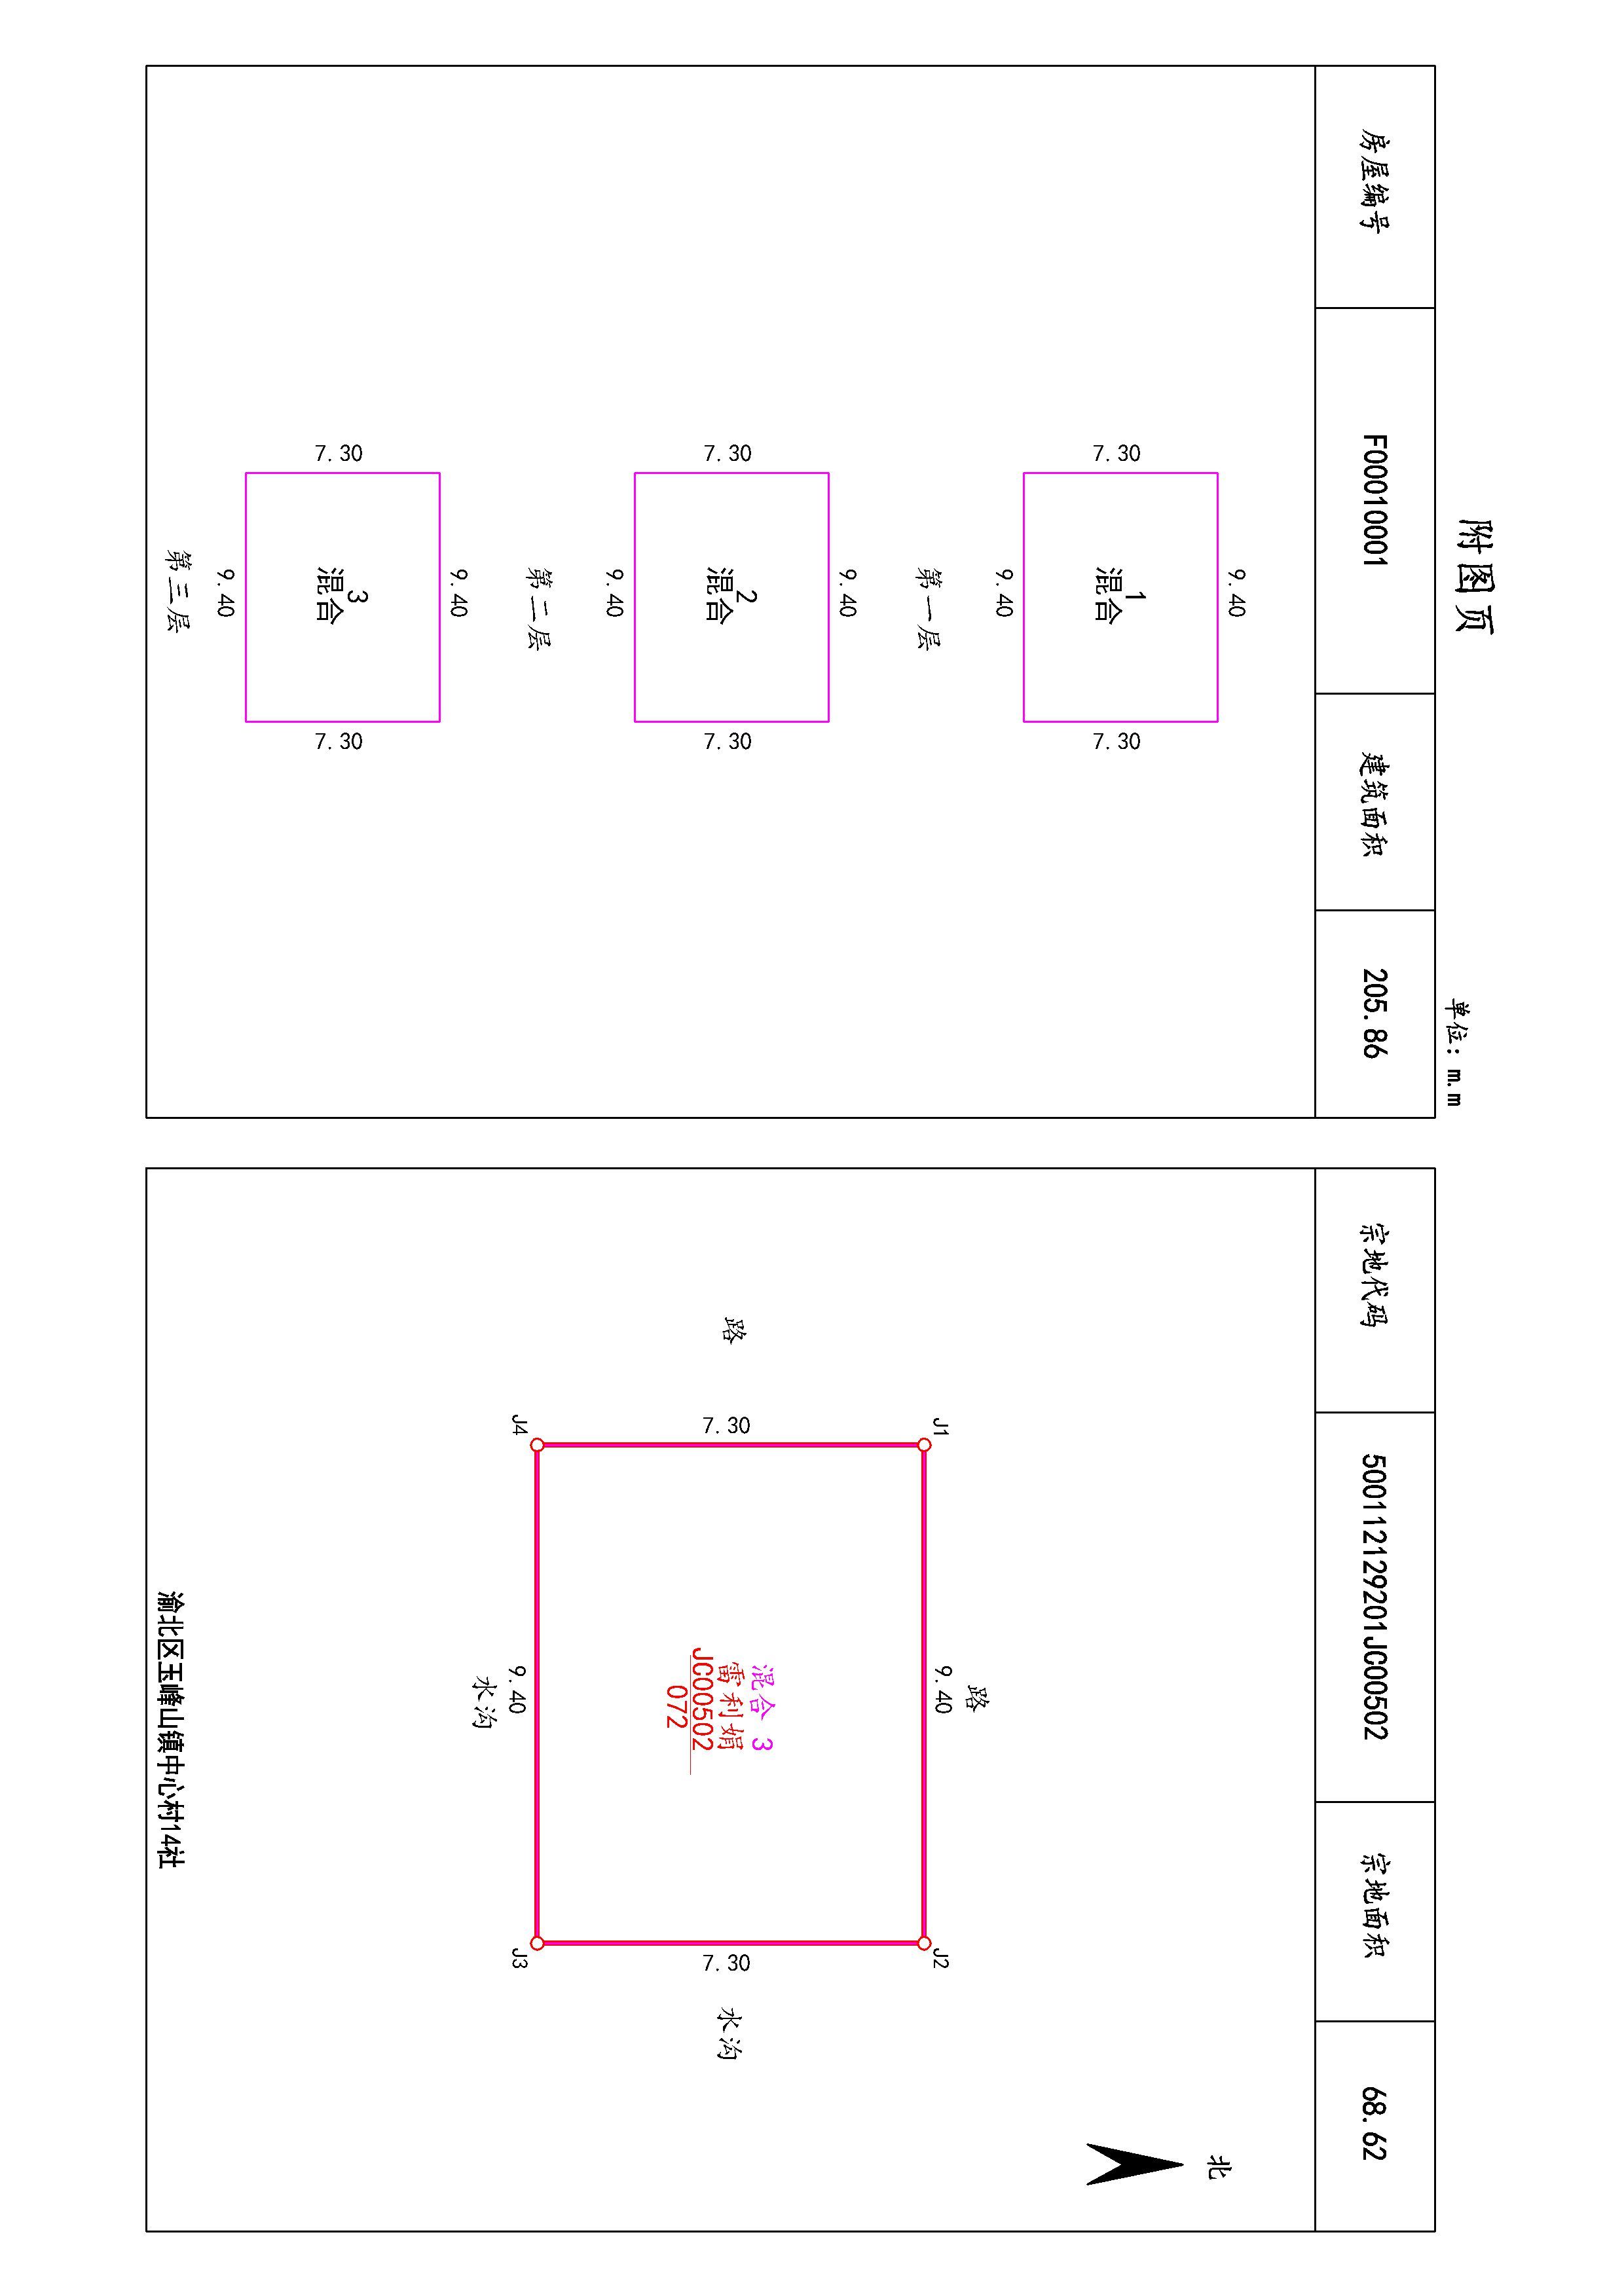 附图页
单位：m.m
房屋编号 F00010001 建筑面积 205.86
9.40
7.30 1 7.30
混合
9.40
第一层
9.40
7.30 2 7.30
混合
9.40
第二层
9.40
7.30 3 7.30
混合
9.40
第三层
宗地代码 500112129201JC00502 宗地面积 68.62
北
路
9.40
J1 J2
路 7.30 7.30 水沟
混合 3
雷利娟
JC00502
072
J4 J3
9.40
水沟
渝北区玉峰山镇中心村14社